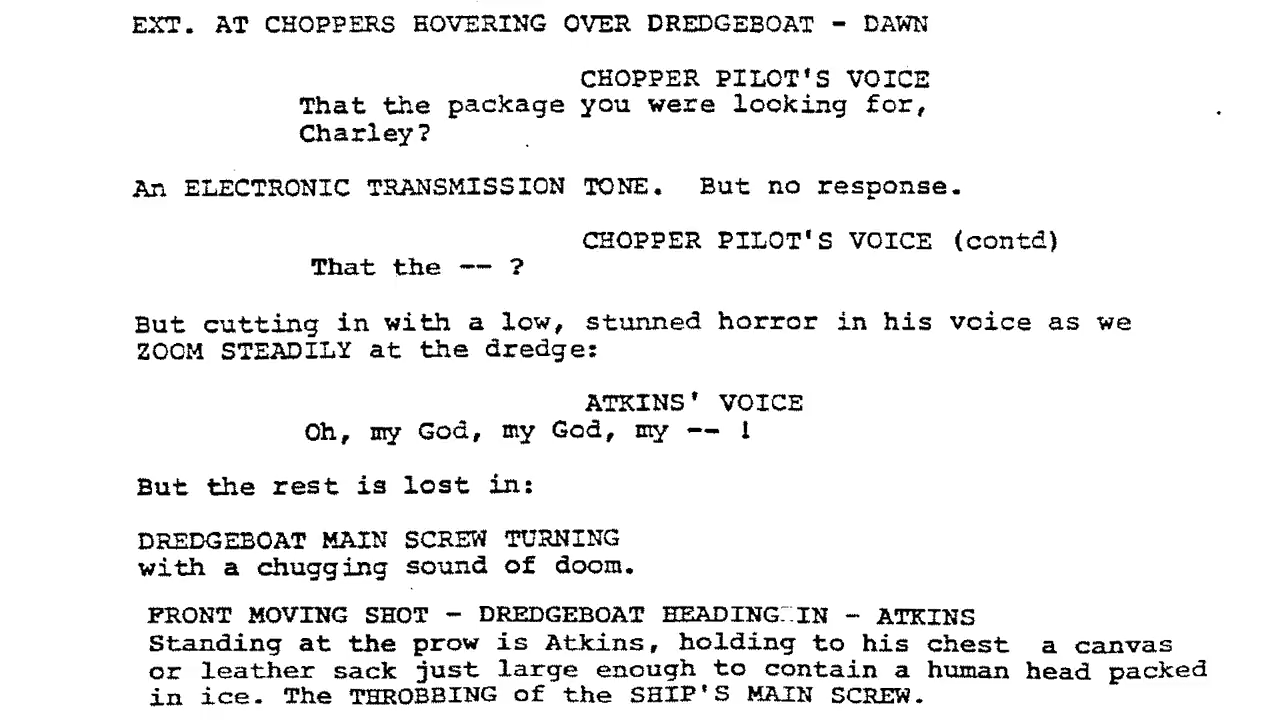 EXT. AT CHOPPERS HOVERING OVER DREDGEBOAT - DAWN
CHOPPER PILOT'S VOICE
That the package you were looking for,
Charley?
An ELECTRONIC TRANSMISSION TONE. But no response.
CHOPPER PILOT'S VOICE (contd)
That the -- ?
But cutting in with a low, stunned horror in his voice as we
ZOOM STEADILY at the dredge:
ATKINS' VOICE
Oh, my God, my God, my -- !
But the rest is lost in:
DREDGEBOAT MAIN SCREW TURNING
with a chugging sound of doom.
FRONT MOVING SHOT - DREDGEBOAT HEADING IN - ATKINS
Standing at the prow is Atkins, holding to his chest a canvas
or leather sack just large enough to contain a human head packed
in ice. The THROBBING of the SHIP'S MAIN SCREW.